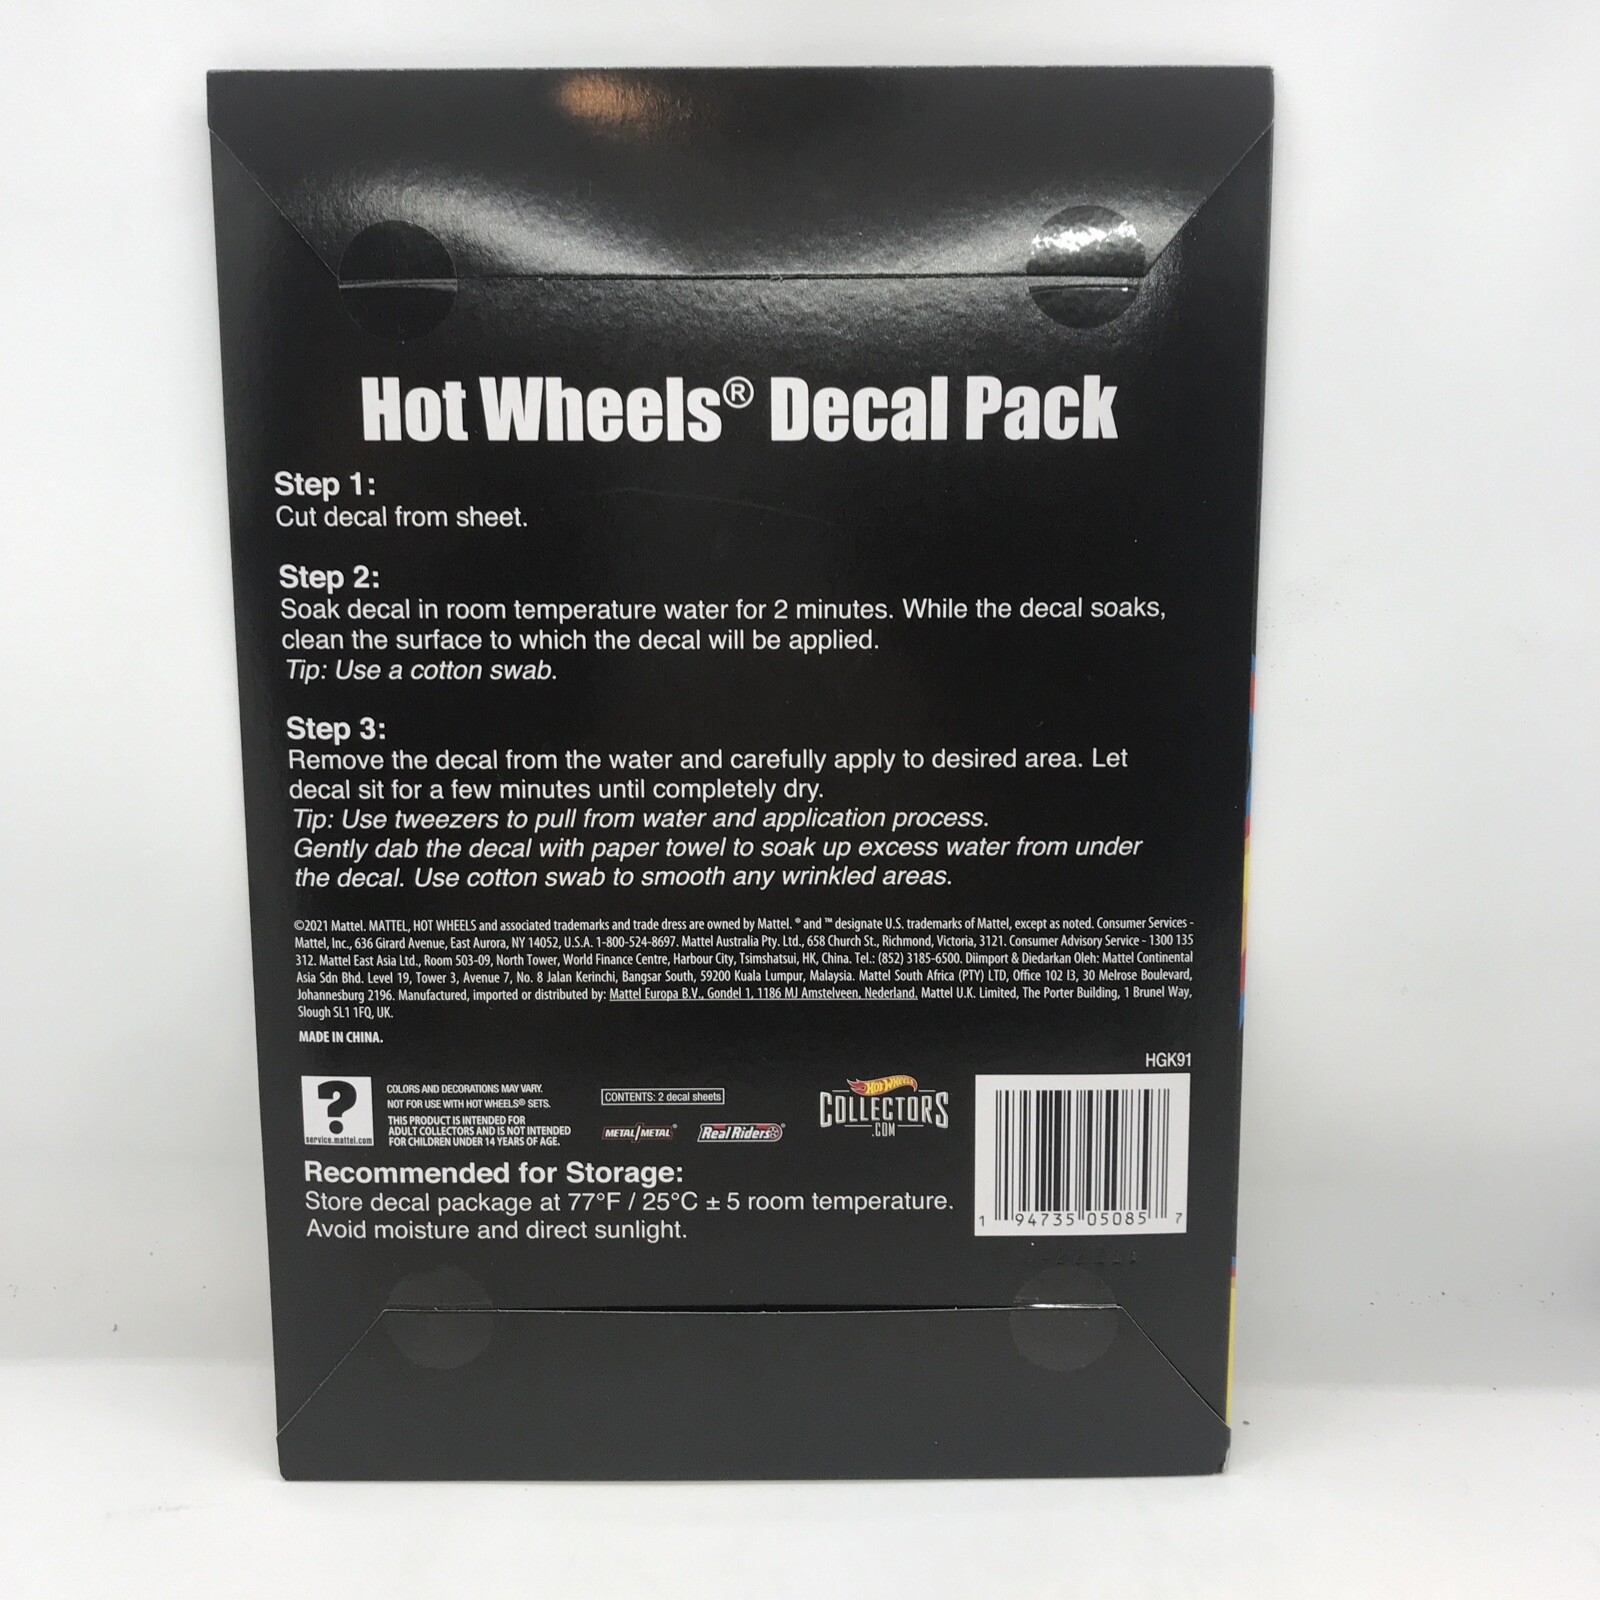 Hot Wheels® Decal Pack
Step 1:
Cut decal from sheet.
Step 2:
Soak decal in room temperature water for 2 minutes. While the decal soaks,
clean the surface to which the decal will be applied.
Tip: Use a cotton swab.
Step 3:
Remove the decal from the water and carefully apply to desired area. Let
decal sit for a few minutes until completely dry.
Tip: Use tweezers to pull from water and application process.
Gently dab the decal with paper towel to soak up excess water from under
the decal. Use cotton swab to smooth any wrinkled areas.
©2021 Mattel. MATTEL, HOT WHEELS and associated trademarks and trade dress are owned by Mattel. ® and ™ designate U.S. trademarks of Mattel, except as noted. Consumer Services -
Mattel, Inc., 636 Girard Avenue, East Aurora, NY 14052, U.S.A. 1-800-524-8697. Mattel Australia Pty. Ltd., 658 Church St., Richmond, Victoria, 3121. Consumer Advisory Service - 1300 135
312. Mattel East Asia Ltd., Room 503-09, North Tower, World Finance Centre, Harbour City, Tsimshatsui, HK, China. Tel.: (852) 3185-6500. Diimport & Diedarkan Oleh: Mattel Continental
Asia Sdn Bhd. Level 19, Tower 3, Avenue 7, No. 8 Jalan Kerinchi, Bangsar South, 59200 Kuala Lumpur, Malaysia. Mattel South Africa (PTY) LTD, Office 102 I3, 30 Melrose Boulevard,
Johannesburg 2196. Manufactured, imported or distributed by: Mattel Europa B.V., Gondel 1, 1186 MJ Amstelveen, Nederland. Mattel U.K. Limited, The Porter Building, 1 Brunel Way,
Slough SL1 1FQ, UK.
MADE IN CHINA.
HGK91
?
service.mattel.com
COLORS AND DECORATIONS MAY VARY.
NOT FOR USE WITH HOT WHEELS® SETS.
THIS PRODUCT IS INTENDED FOR
ADULT COLLECTORS AND IS NOT INTENDED
FOR CHILDREN UNDER 14 YEARS OF AGE.
CONTENTS: 2 decal sheets
METAL/METAL®
Real Riders®
HOT WHEELS
COLLECTORS
.COM
1 94735 05085 7
Recommended for Storage:
Store decal package at 77°F / 25°C ± 5 room temperature.
Avoid moisture and direct sunlight.